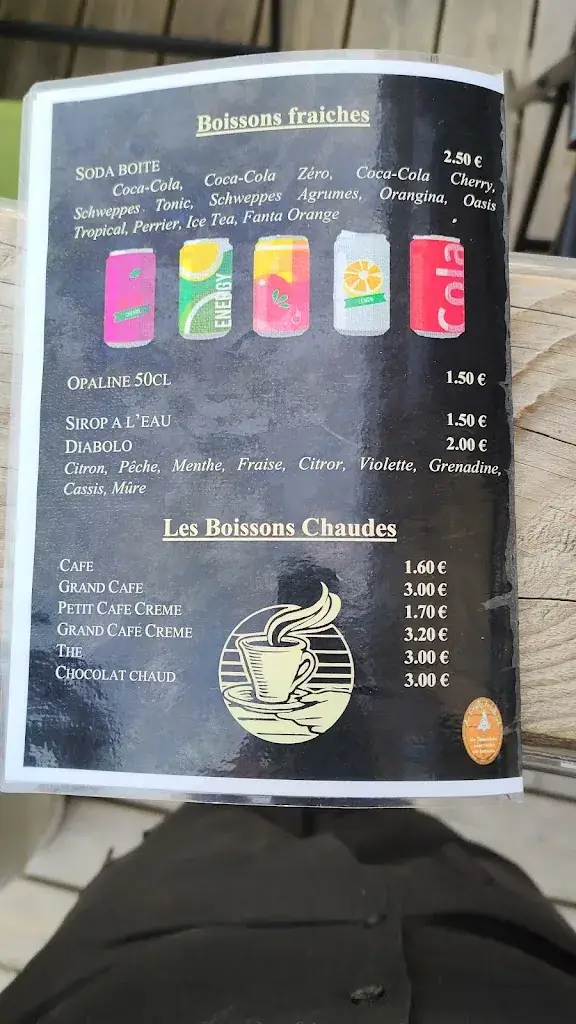 Boissons fraiches
SODA BOITE 2.50 €
Coca-Cola, Coca-Cola Zéro, Coca-Cola Cherry,
Schweppes Tonic, Schweppes Agrumes, Orangina, Oasis
Tropical, Perrier, Ice Tea, Fanta Orange
ENERGY
LEMON
Cola
OPALINE 50CL 1.50 €
SIROP A L'EAU 1.50 €
DIABOLO 2.00 €
Citron, Pêche, Menthe, Fraise, Citror, Violette, Grenadine,
Cassis, Mûre
Les Boissons Chaudes
CAFE 1.60 €
GRAND CAFE 3.00 €
PETIT CAFE CREME 1.70 €
GRAND CAFE CREME 3.20 €
THE 3.00 €
CHOCOLAT CHAUD 3.00 €